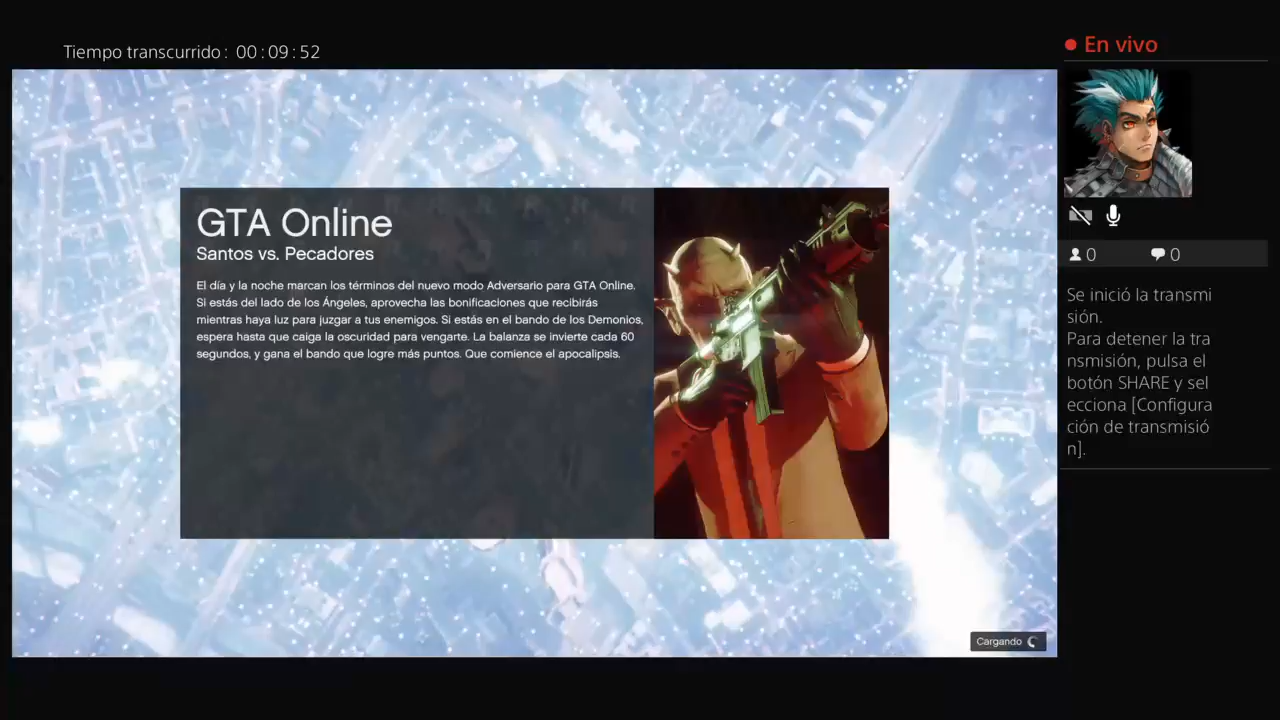 Tiempo transcurrido: 00:09:52
En vivo
GTA Online
Santos vs. Pecadores
El día y la noche marcan los términos del nuevo modo Adversario para GTA Online.
Si estás del lado de los Ángeles, aprovecha las bonificaciones que recibirás
mientras haya luz para juzgar a tus enemigos. Si estás en el bando de los Demonios,
espera hasta que caiga la oscuridad para vengarte. La balanza se invierte cada 60
segundos, y gana el bando que logre más puntos. Que comience el apocalipsis.
0 0
Se inició la transmi
sión.
Para detener la tra
nsmisión, pulsa el
botón SHARE y sel
ecciona [Configura
ción de transmisió
n].
Cargando